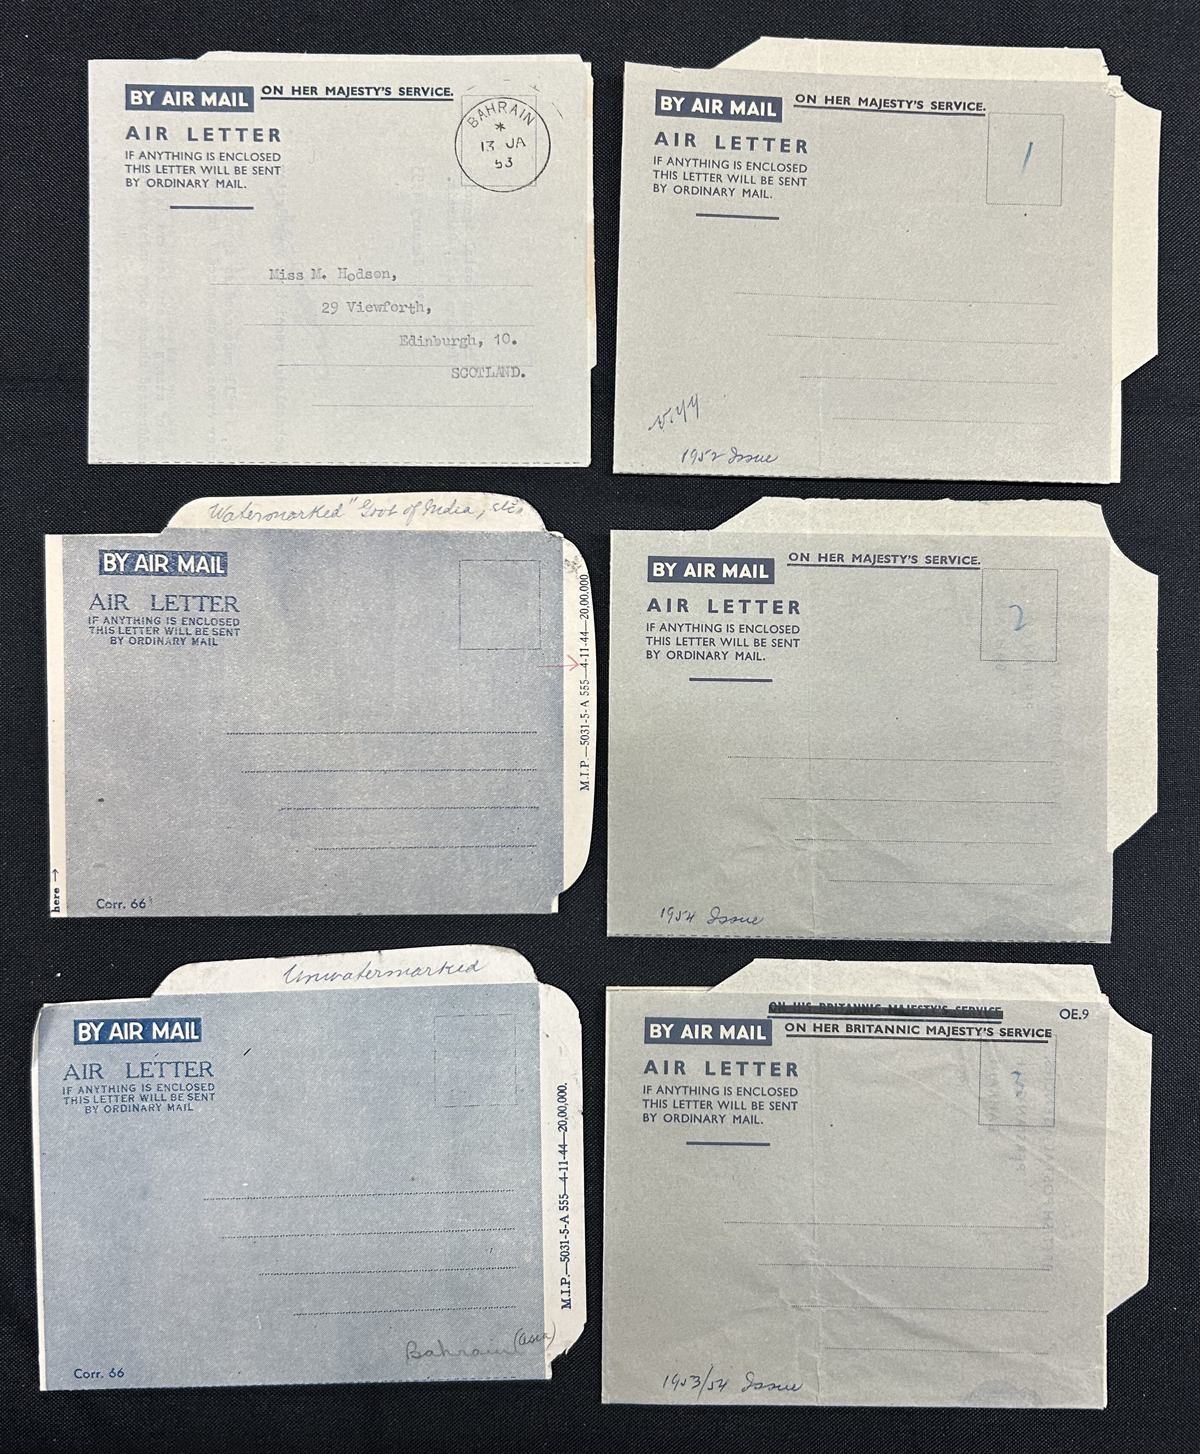 BY AIR MAIL
ON HER MAJESTY'S SERVICE.
AIR LETTER
IF ANYTHING IS ENCLOSED
THIS LETTER WILL BE SENT
BY ORDINARY MAIL.
BAHRAIN
*
13 JA
53
Miss M. Hodson,
29 Viewforth,
Edinburgh, 10.
SCOTLAND.
BY AIR MAIL
ON HER MAJESTY'S SERVICE.
AIR LETTER
IF ANYTHING IS ENCLOSED
THIS LETTER WILL BE SENT
BY ORDINARY MAIL.
1
1952 Issue
Watermarked "Govt of India, etc
BY AIR MAIL
AIR LETTER
IF ANYTHING IS ENCLOSED
THIS LETTER WILL BE SENT
BY ORDINARY MAIL
M.I.P.—5031-5-A 555—4-11-44—20,00,000
here →
Corr. 66
BY AIR MAIL
ON HER MAJESTY'S SERVICE.
AIR LETTER
IF ANYTHING IS ENCLOSED
THIS LETTER WILL BE SENT
BY ORDINARY MAIL.
2
1954 Issue
Unwatermarked
BY AIR MAIL
AIR LETTER
IF ANYTHING IS ENCLOSED
THIS LETTER WILL BE SENT
BY ORDINARY MAIL
M.I.P.—5031-5-A 555—4-11-44—20,00,000.
Bahrain (asia)
Corr. 66
ON HIS BRITANNIC MAJESTY'S SERVICE
OE.9
BY AIR MAIL
ON HER BRITANNIC MAJESTY'S SERVICE
AIR LETTER
IF ANYTHING IS ENCLOSED
THIS LETTER WILL BE SENT
BY ORDINARY MAIL.
3
1953/54 Issue